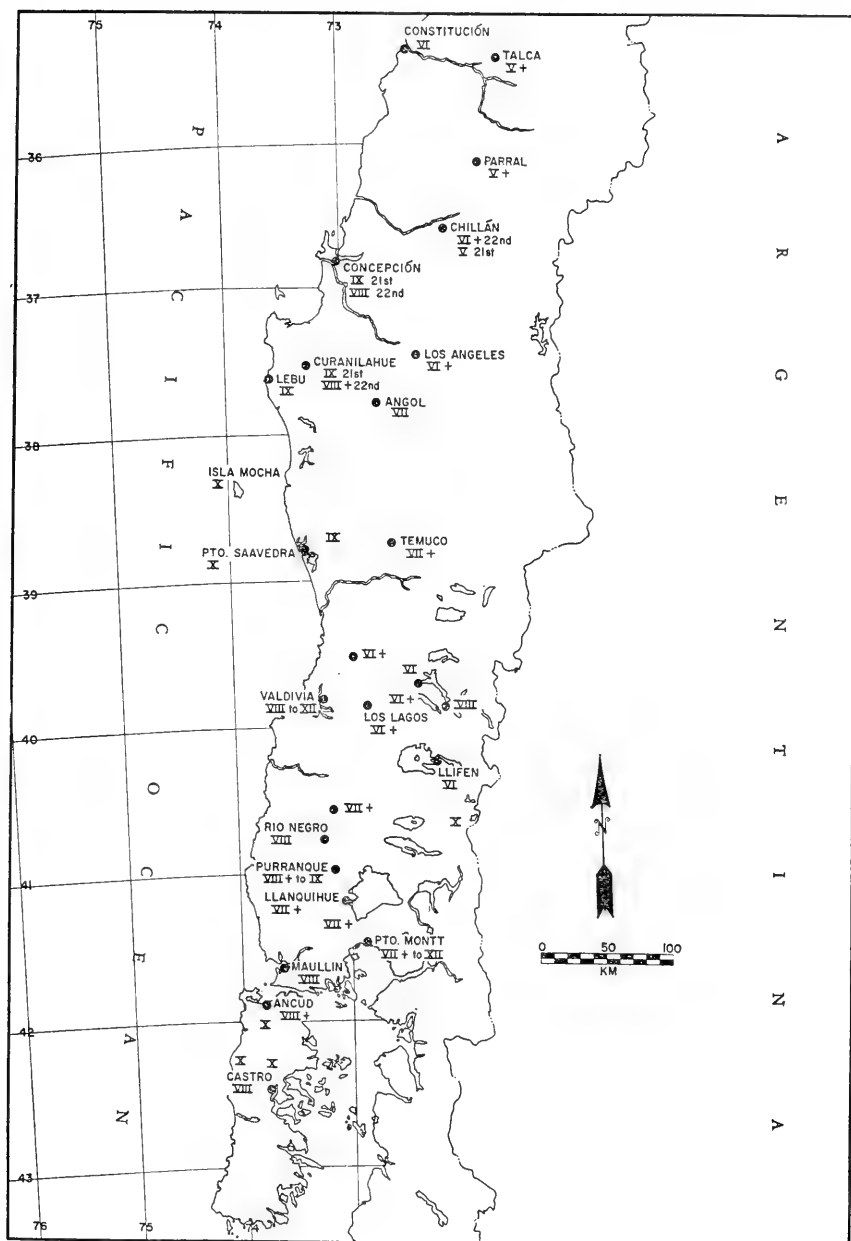 75 74 73
CONSTITUCIÓN
VI
TALCA
V +
PARRAL
V +
36
CHILLÁN
VI + 22nd
V 21st
CONCEPCIÓN
IX 21st
VIII 22nd
37
LOS ANGELES
VI +
CURANILAHUE
IX 21st
VIII + 22nd
LEBU
IX
ANGOL
VII
38
ISLA MOCHA
X
IX
TEMUCO
VII +
PTO. SAAVEDRA
X
39
VI +
VI
VI +
VIII
VALDIVIA
VIII to XII
LOS LAGOS
VI +
40
LLIFEN
VI
X
VII +
RIO NEGRO
VIII
PURRANQUE
VIII + to IX
41
LLANQUIHUE
VII +
VII +
PTO. MONTT
VII + to XII
MAULLIN
VIII
ANCUD
VIII +
42
X
X X
CASTRO
VIII
43
76 75 74
PACIFIC OCEAN
ARGENTINA
N
0 50 100
KM